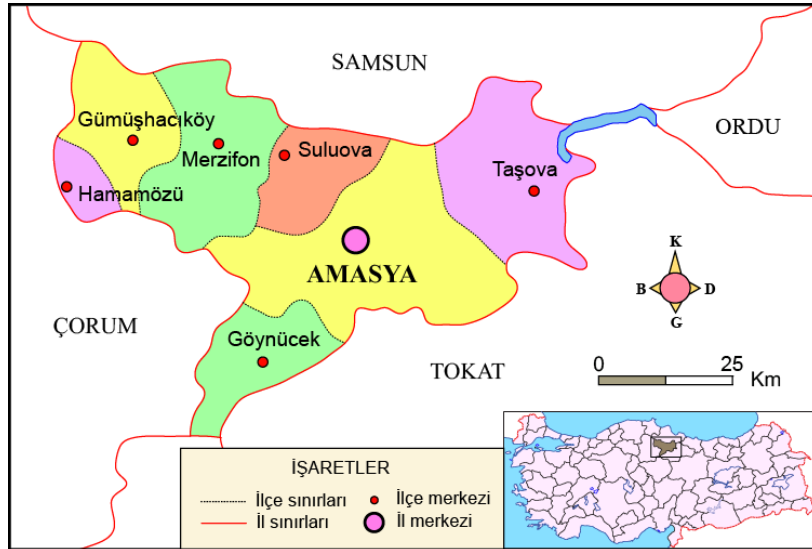 SAMSUN
ORDU
Gümüşhacıköy
Merzifon
Suluova
Taşova
Hamamözü
AMASYA
K
B D
G
ÇORUM
Göynücek
TOKAT
0 25
Km
İŞARETLER
İlçe sınırları İlçe merkezi
İl sınırları İl merkezi